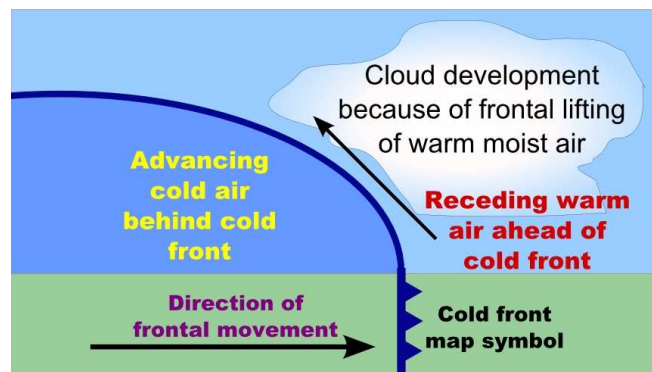 Cloud development
because of frontal lifting
of warm moist air
Advancing
cold air
behind cold
front
Receding warm
air ahead of
cold front
Direction of
frontal movement
Cold front
map symbol